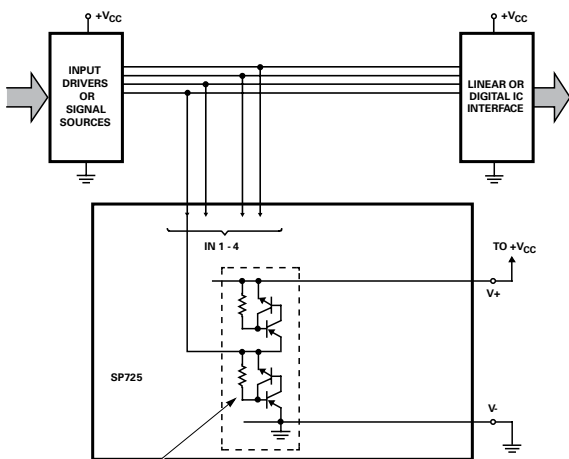 +VCC
+VCC
INPUT
DRIVERS
OR
SIGNAL
SOURCES
LINEAR OR
DIGITAL IC
INTERFACE
IN 1 - 4
TO +VCC
V+
SP725
V-